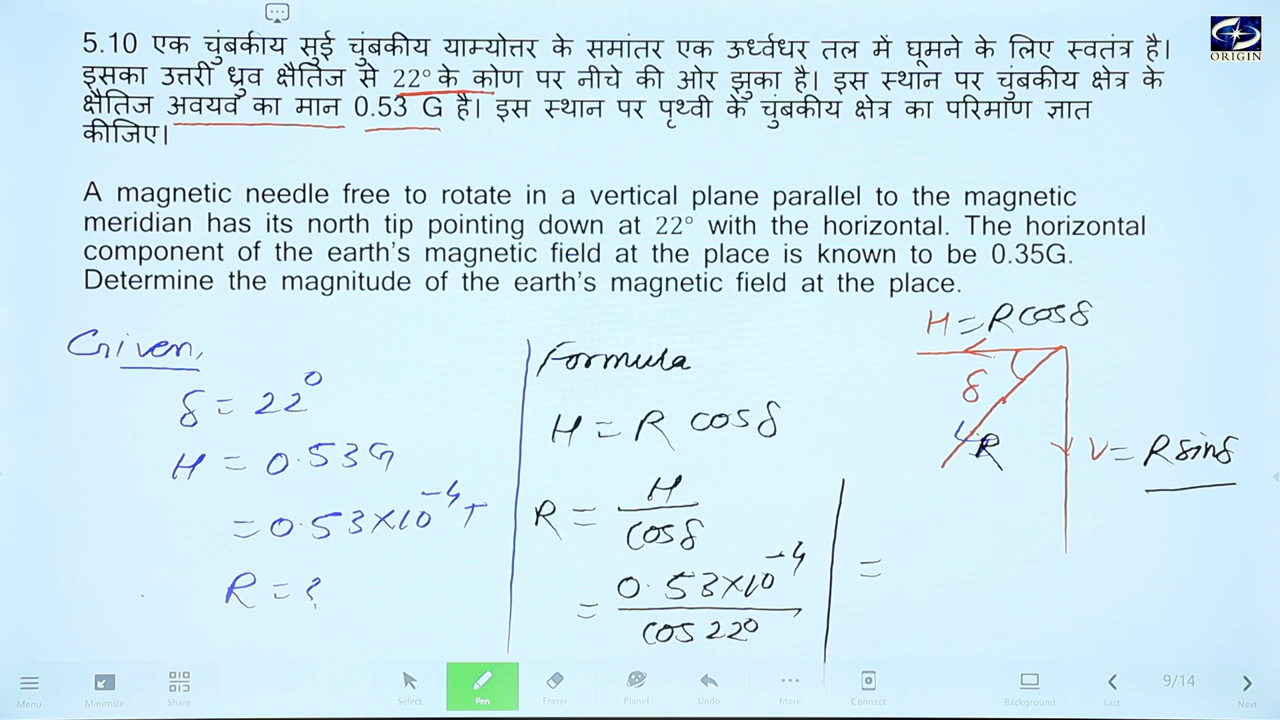 ORIGIN
5.10 एक चुंबकीय सुई चुंबकीय याम्योत्तर के समांतर एक ऊर्ध्वधर तल में घूमने के लिए स्वतंत्र है।
इसका उत्तरी ध्रुव क्षैतिज से 22° के कोण पर नीचे की ओर झुका है। इस स्थान पर चुंबकीय क्षेत्र के
क्षैतिज अवयव का मान 0.53 G है। इस स्थान पर पृथ्वी के चुंबकीय क्षेत्र का परिमाण ज्ञात
कीजिए।
A magnetic needle free to rotate in a vertical plane parallel to the magnetic
meridian has its north tip pointing down at 22° with the horizontal. The horizontal
component of the earth's magnetic field at the place is known to be 0.35G.
Determine the magnitude of the earth's magnetic field at the place.
Given,
δ = 22°
H = 0.53G
= 0.53×10⁻⁴T
R = ?
Formula
H = R cosδ
R = H / cosδ
= 0.53×10⁻⁴ / cos 22°
=
H = R cosδ
δ
R
V = R sinδ
Menu
Minimize
Share
Select
Pen
Eraser
Planet
Undo
More
Connect
Background
Last
9/14
Next